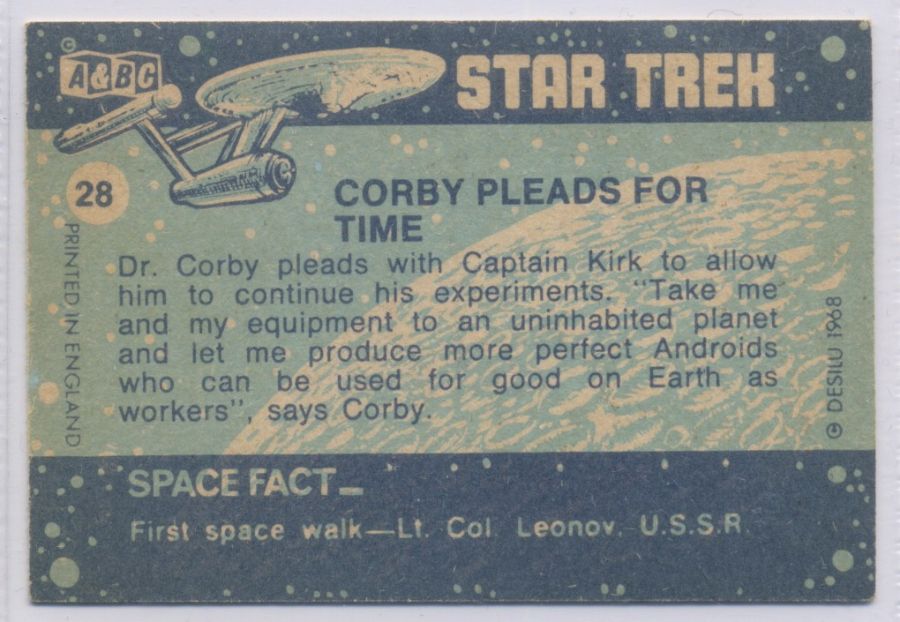 © A&BC
STAR TREK
28
CORBY PLEADS FOR
TIME
Dr. Corby pleads with Captain Kirk to allow
him to continue his experiments. "Take me
and my equipment to an uninhabited planet
and let me produce more perfect Androids
who can be used for good on Earth as
workers", says Corby.
PRINTED IN ENGLAND
© DESILU 1968
SPACE FACT_
First space walk—Lt. Col. Leonov. U.S.S.R.